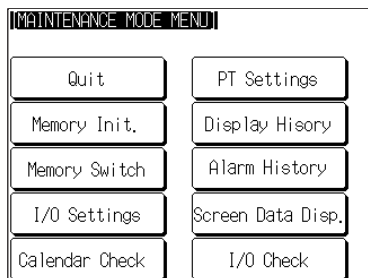 [MAINTENANCE MODE MENU]
Quit
PT Settings
Memory Init.
Display Hisory
Memory Switch
Alarm History
I/O Settings
Screen Data Disp.
Calendar Check
I/O Check